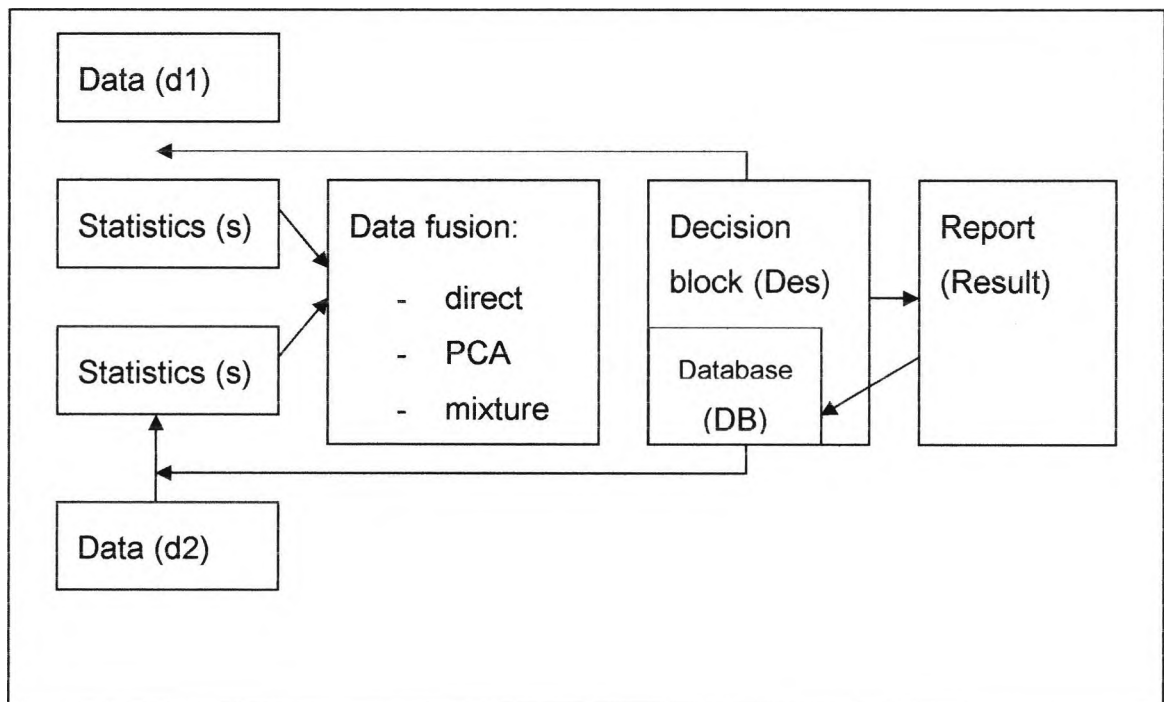 Data (d1)
Statistics (s)
Statistics (s)
Data (d2)
Data fusion:
- direct
- PCA
- mixture
Decision
block (Des)
Database
(DB)
Report
(Result)